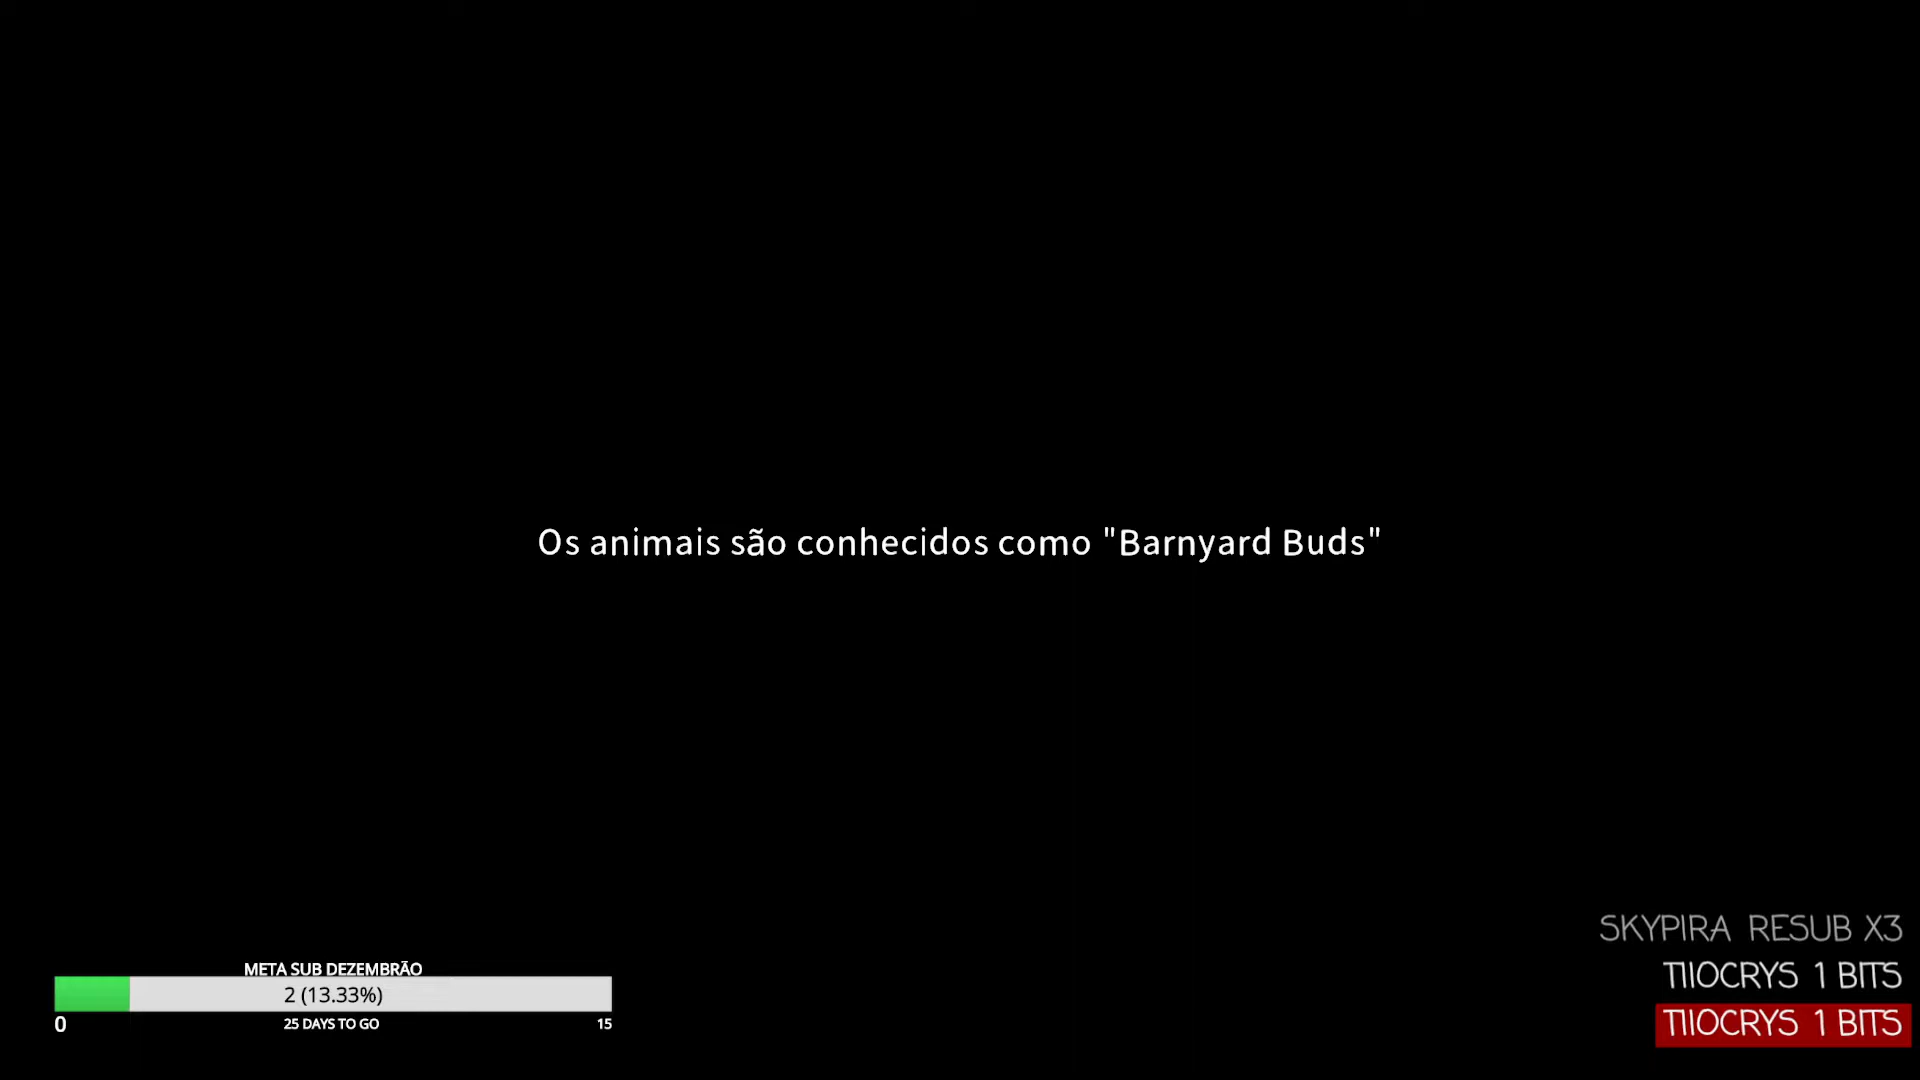 Os animais são conhecidos como "Barnyard Buds"
SKYPIRA RESUB X3
TIIOCRYS 1 BITS
TIIOCRYS 1 BITS
META SUB DEZEMBRÃO
2 (13.33%)
0 25 DAYS TO GO 15